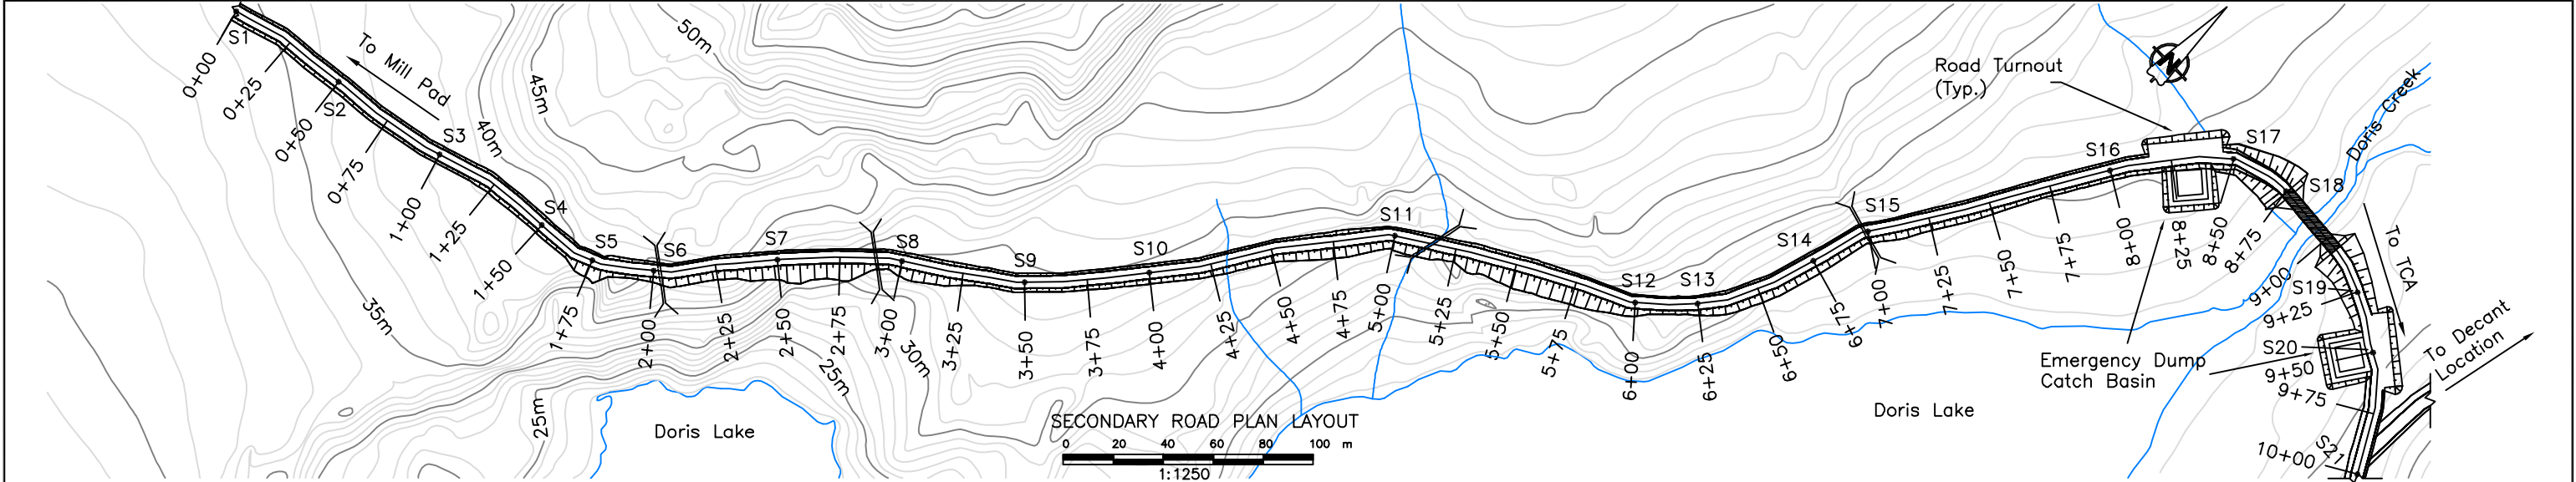 S1
0+00
0+25
S2
0+50
0+75
To Mill Pad
S3
1+00
1+25
S4
1+50
S5
1+75
S6
2+00
2+25
S7
2+50
2+75
S8
3+00
3+25
S9
3+50
3+75
S10
4+00
4+25
4+50
4+75
S11
5+00
5+25
5+50
5+75
S12
6+00
S13
6+25
6+50
S14
6+75
S15
7+00
7+25
7+50
7+75
S16
8+00
8+25
S17
8+50
8+75
S18
9+00
S19
9+25
S20
9+50
9+75
S21
10+00
50m
45m
40m
35m
30m
25m
25m
Road Turnout
(Typ.)
N
Doris Creek
To TCA
To Decant
Location
Emergency Dump
Catch Basin
Doris Lake
Doris Lake
SECONDARY ROAD PLAN LAYOUT
0 20 40 60 80 100 m
1:1250